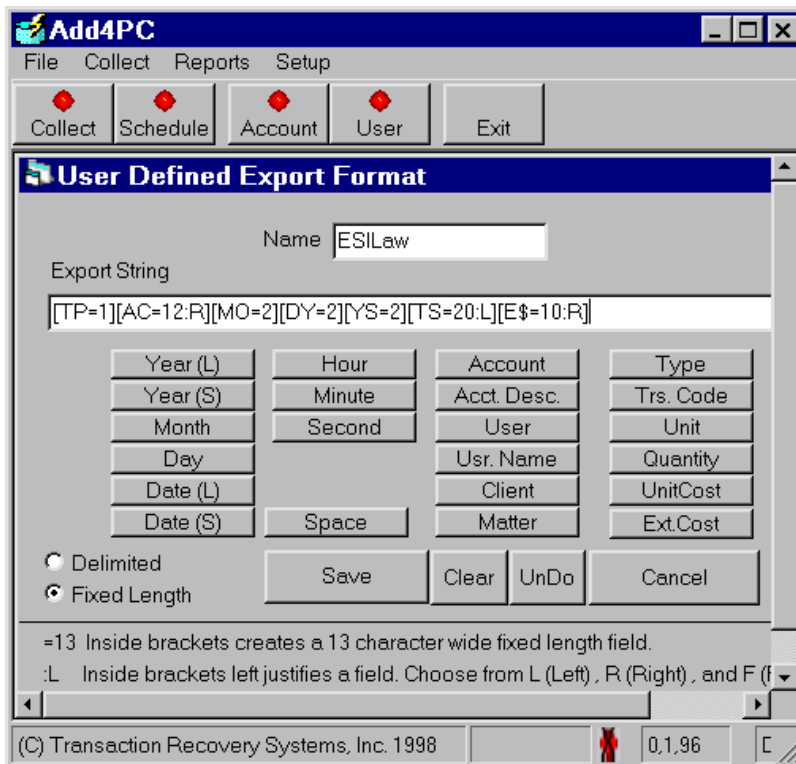 Add4PC
File Collect Reports Setup
Collect Schedule Account User Exit
User Defined Export Format
Name ESILaw
Export String
[TP=1][AC=12:R][MO=2][DY=2][YS=2][TS=20:L][E$=10:R]
Year (L) Hour Account Type
Year (S) Minute Acct. Desc. Trs. Code
Month Second User Unit
Day Usr. Name Quantity
Date (L) Client UnitCost
Date (S) Space Matter Ext.Cost
Delimited
Fixed Length
Save Clear UnDo Cancel
=13 Inside brackets creates a 13 character wide fixed length field.
:L Inside brackets left justifies a field. Choose from L (Left) , R (Right) , and F (
(C) Transaction Recovery Systems, Inc. 1998 0,1,96